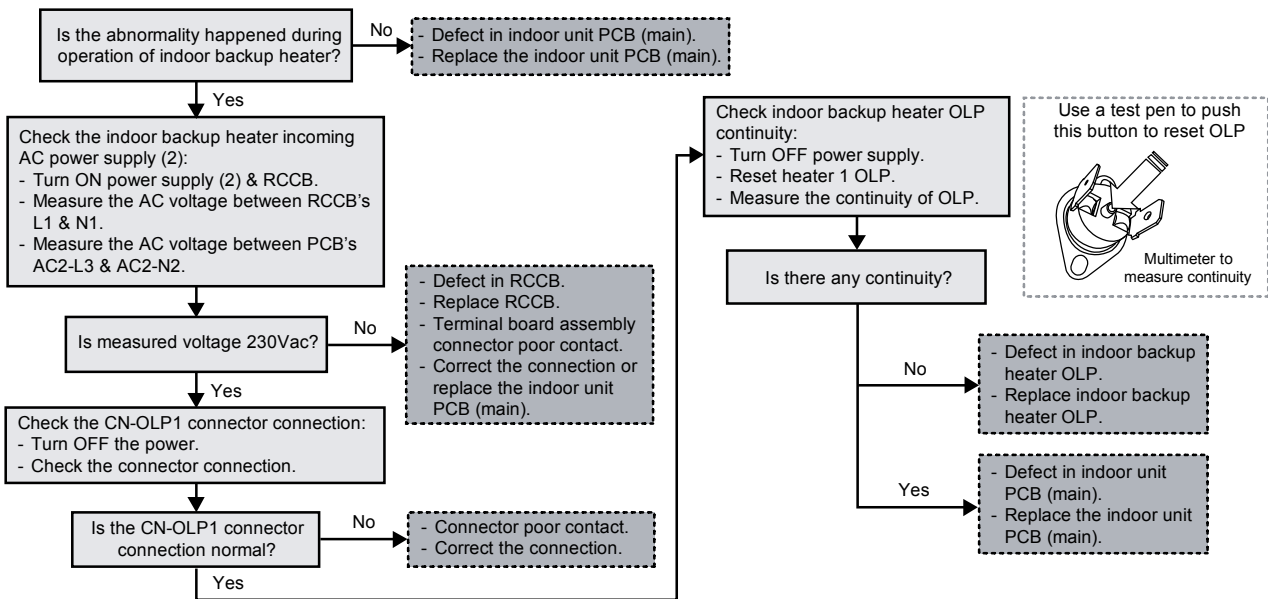 Is the abnormality happened during
operation of indoor backup heater?
No
- Defect in indoor unit PCB (main).
- Replace the indoor unit PCB (main).
Yes
Check the indoor backup heater incoming
AC power supply (2):
- Turn ON power supply (2) & RCCB.
- Measure the AC voltage between RCCB's
L1 & N1.
- Measure the AC voltage between PCB's
AC2-L3 & AC2-N2.
Is measured voltage 230Vac?
No
- Defect in RCCB.
- Replace RCCB.
- Terminal board assembly
connector poor contact.
- Correct the connection or
replace the indoor unit
PCB (main).
Yes
Check the CN-OLP1 connector connection:
- Turn OFF the power.
- Check the connector connection.
Is the CN-OLP1 connector
connection normal?
No
- Connector poor contact.
- Correct the connection.
Yes
Check indoor backup heater OLP
continuity:
- Turn OFF power supply.
- Reset heater 1 OLP.
- Measure the continuity of OLP.
Is there any continuity?
No
- Defect in indoor backup
heater OLP.
- Replace indoor backup
heater OLP.
Yes
- Defect in indoor unit
PCB (main).
- Replace the indoor unit
PCB (main).
Use a test pen to push
this button to reset OLP
Multimeter to
measure continuity